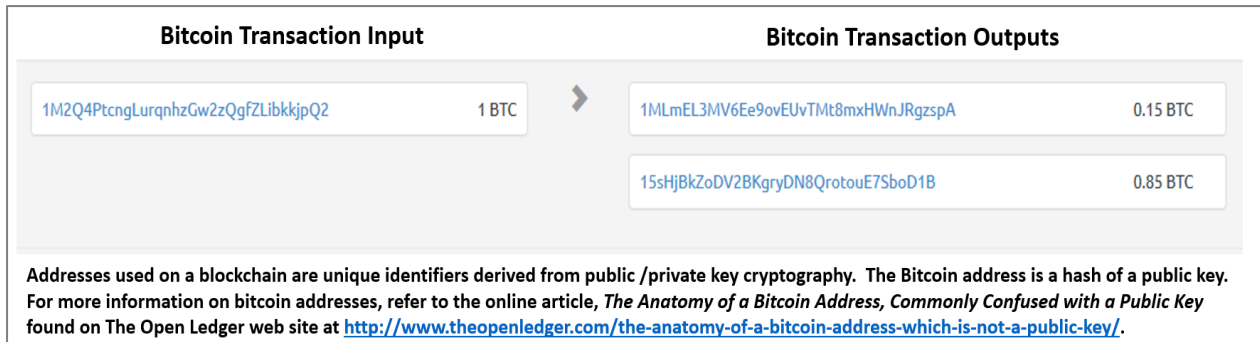 Bitcoin Transaction Input
Bitcoin Transaction Outputs
1M2Q4PtcngLurqnhzGw2zQgfZLibkkjpQ2 1 BTC
1MLmEL3MV6Ee9ovEUvTMt8mxHWnJRgzspA 0.15 BTC
15sHjBkZoDV2BKgryDN8QrotouE7SboD1B 0.85 BTC
Addresses used on a blockchain are unique identifiers derived from public /private key cryptography. The Bitcoin address is a hash of a public key.
For more information on bitcoin addresses, refer to the online article, The Anatomy of a Bitcoin Address, Commonly Confused with a Public Key
found on The Open Ledger web site at http://www.theopenledger.com/the-anatomy-of-a-bitcoin-address-which-is-not-a-public-key/.